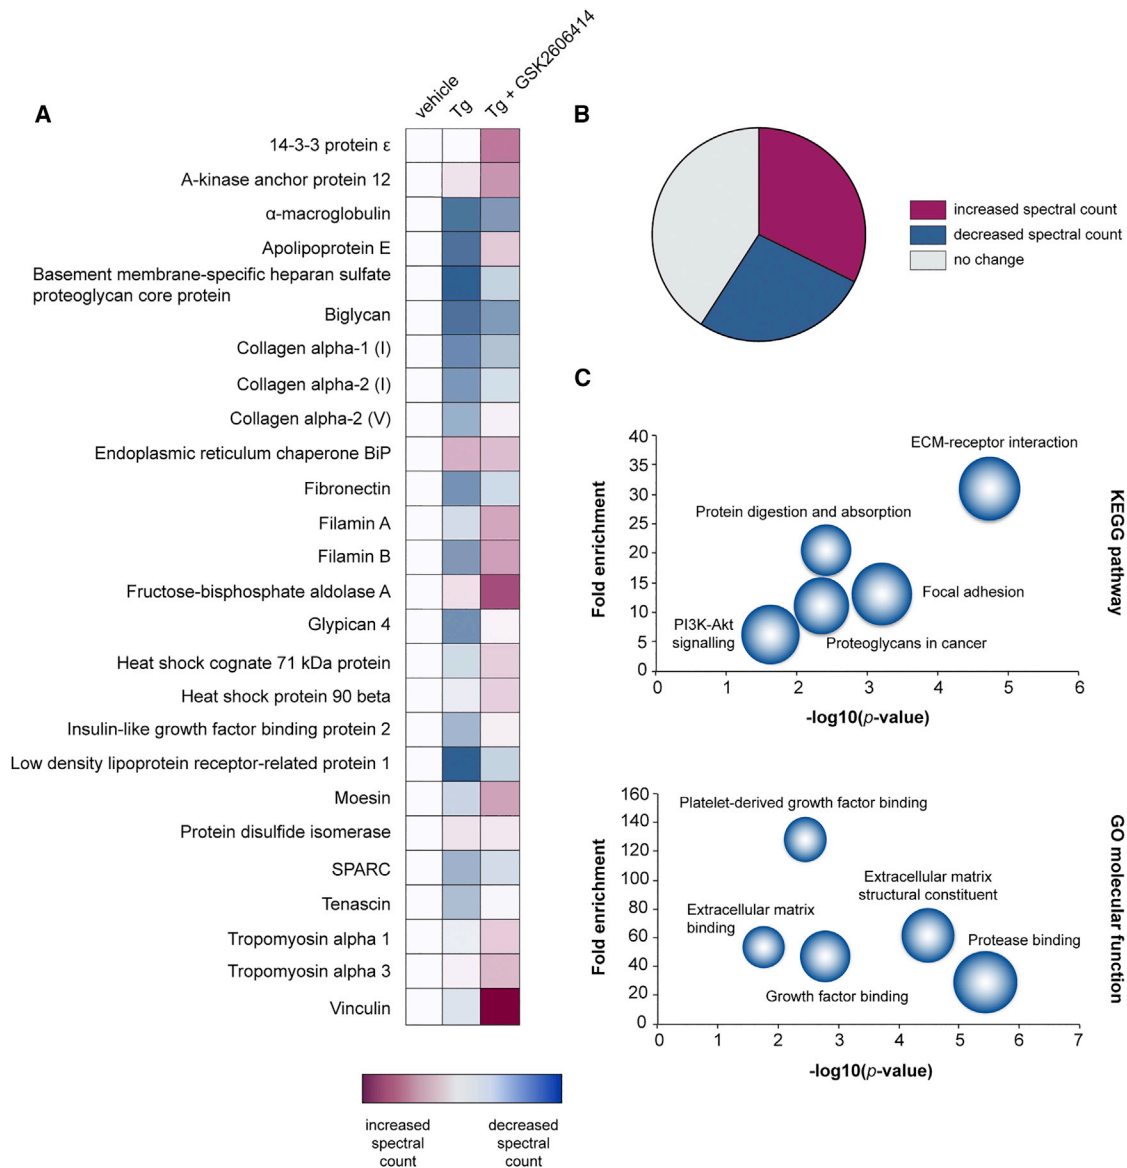 A
vehicle
Tg
Tg + GSK2606414
14-3-3 protein ε
A-kinase anchor protein 12
α-macroglobulin
Apolipoprotein E
Basement membrane-specific heparan sulfate
proteoglycan core protein
Biglycan
Collagen alpha-1 (I)
Collagen alpha-2 (I)
Collagen alpha-2 (V)
Endoplasmic reticulum chaperone BiP
Fibronectin
Filamin A
Filamin B
Fructose-bisphosphate aldolase A
Glypican 4
Heat shock cognate 71 kDa protein
Heat shock protein 90 beta
Insulin-like growth factor binding protein 2
Low density lipoprotein receptor-related protein 1
Moesin
Protein disulfide isomerase
SPARC
Tenascin
Tropomyosin alpha 1
Tropomyosin alpha 3
Vinculin
increased
spectral
count
decreased
spectral
count
B
increased spectral count
decreased spectral count
no change
C
40
35
30
25
20
15
10
5
0
Fold enrichment
ECM-receptor interaction
Protein digestion and absorption
Focal adhesion
PI3K-Akt
signalling
Proteoglycans in cancer
0 1 2 3 4 5 6
-log10(p-value)
KEGG pathway
160
140
120
100
80
60
40
20
0
Fold enrichment
Platelet-derived growth factor binding
Extracellular matrix
structural constituent
Extracellular matrix
binding
Protease binding
Growth factor binding
0 1 2 3 4 5 6 7
-log10(p-value)
GO molecular function